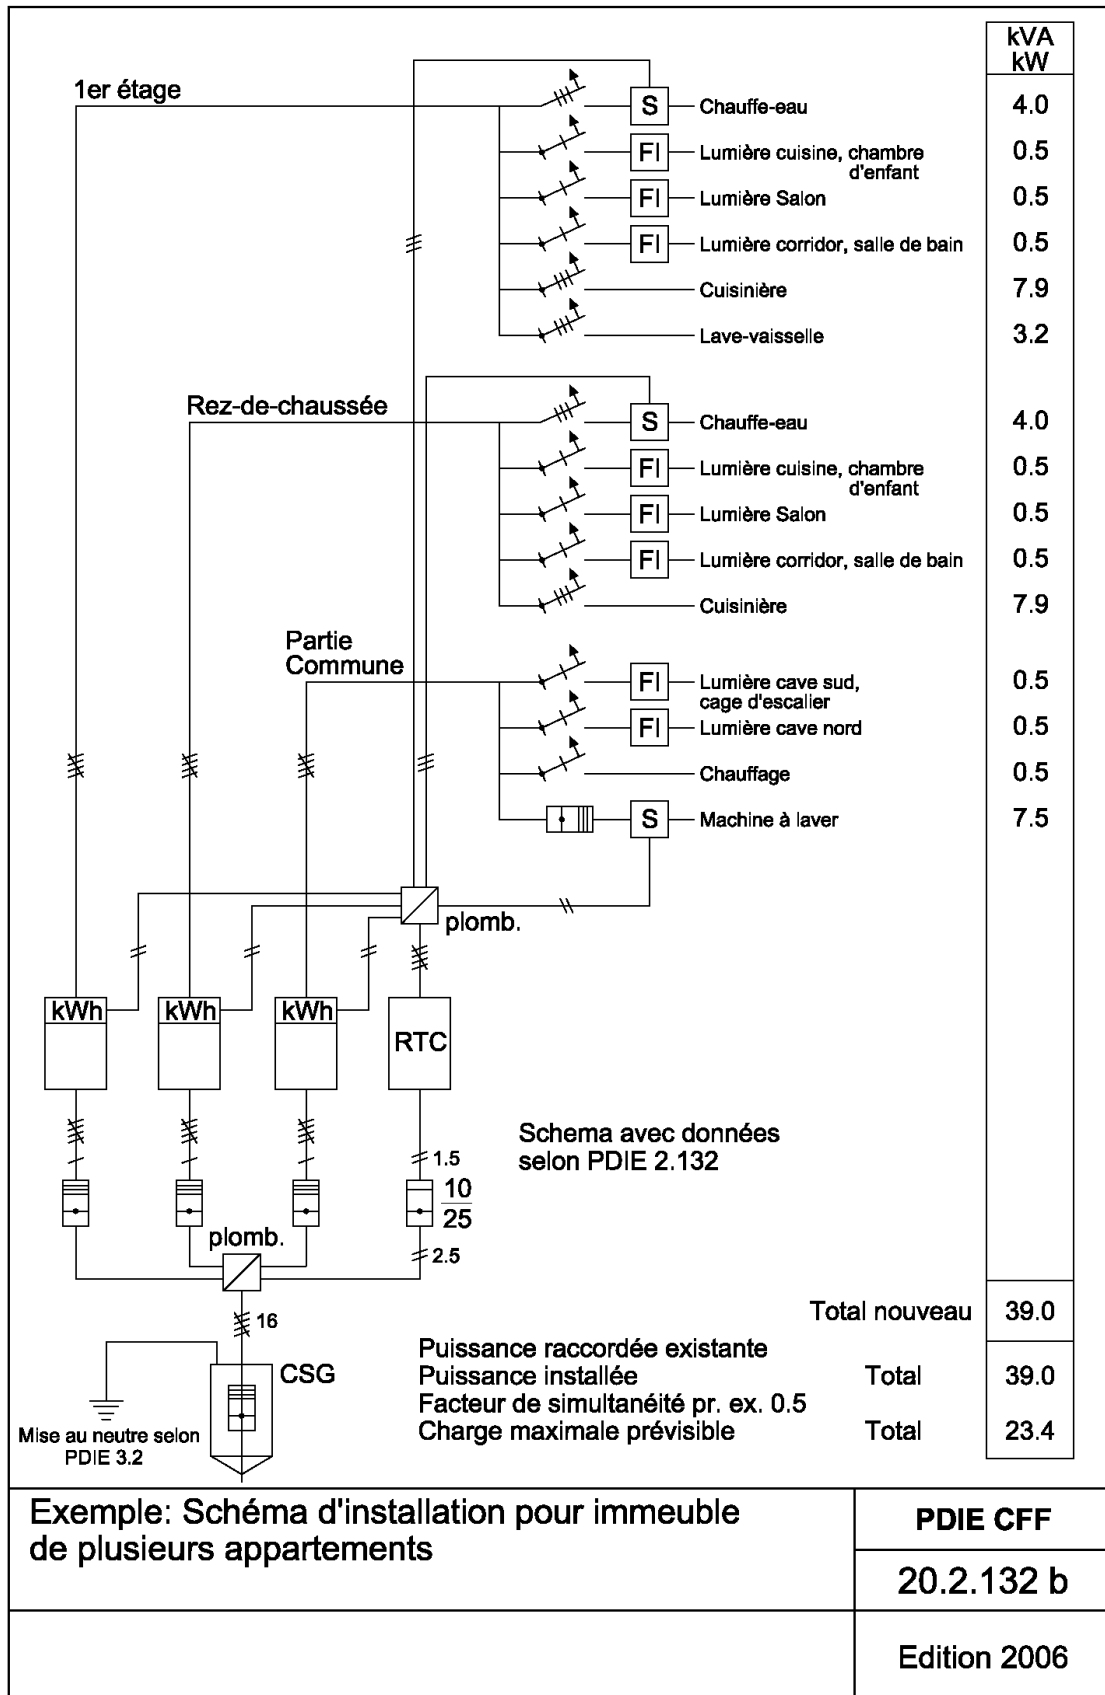 kVA
kW
1er étage
S Chauffe-eau 4.0
FI Lumière cuisine, chambre 0.5
d'enfant
FI Lumière Salon 0.5
FI Lumière corridor, salle de bain 0.5
Cuisinière 7.9
Lave-vaisselle 3.2
Rez-de-chaussée
S Chauffe-eau 4.0
FI Lumière cuisine, chambre 0.5
d'enfant
FI Lumière Salon 0.5
FI Lumière corridor, salle de bain 0.5
Cuisinière 7.9
Partie
Commune
FI Lumière cave sud, 0.5
cage d'escalier
FI Lumière cave nord 0.5
Chauffage 0.5
S Machine à laver 7.5
plomb.
kWh kWh kWh
RTC
Schema avec données
selon PDIE 2.132
1.5
10
25
plomb.
2.5
16
Total nouveau 39.0
CSG
Puissance raccordée existante
Puissance installée Total 39.0
Facteur de simultanéité pr. ex. 0.5
Charge maximale prévisible Total 23.4
Mise au neutre selon
PDIE 3.2
Exemple: Schéma d'installation pour immeuble
de plusieurs appartements
PDIE CFF
20.2.132 b
Edition 2006